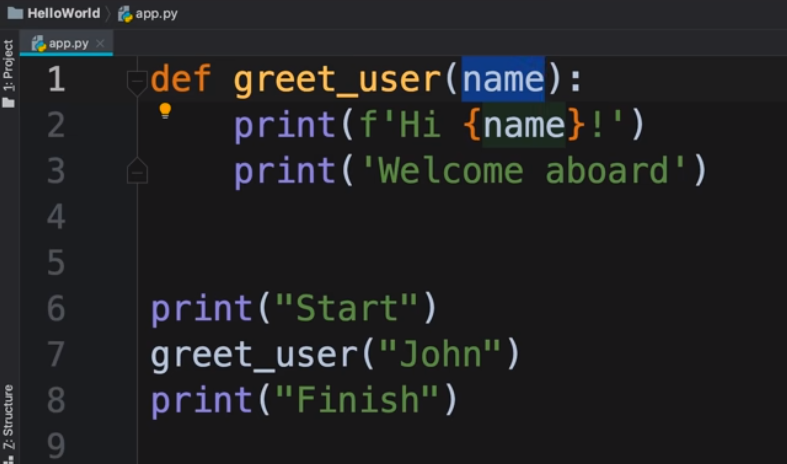 HelloWorld app.py
1: Project
app.py
1 def greet_user(name):
2     print(f'Hi {name}!')
3     print('Welcome aboard')
4
5
6 print("Start")
7 greet_user("John")
8 print("Finish")
9
Z: Structure